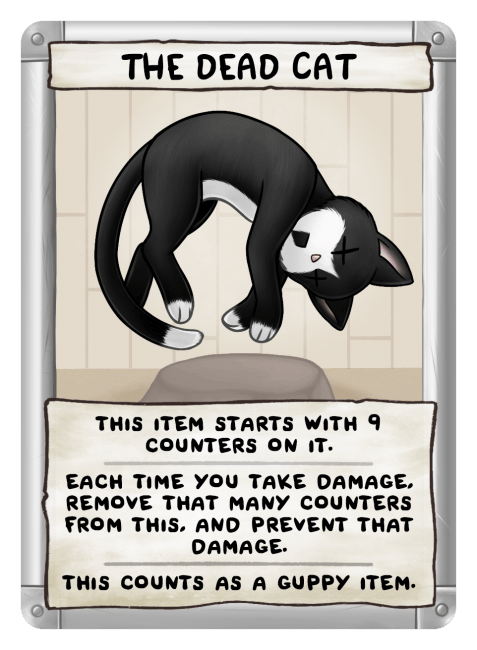 THE DEAD CAT
THIS ITEM STARTS WITH 9
COUNTERS ON IT.
EACH TIME YOU TAKE DAMAGE,
REMOVE THAT MANY COUNTERS
FROM THIS, AND PREVENT THAT
DAMAGE.
THIS COUNTS AS A GUPPY ITEM.